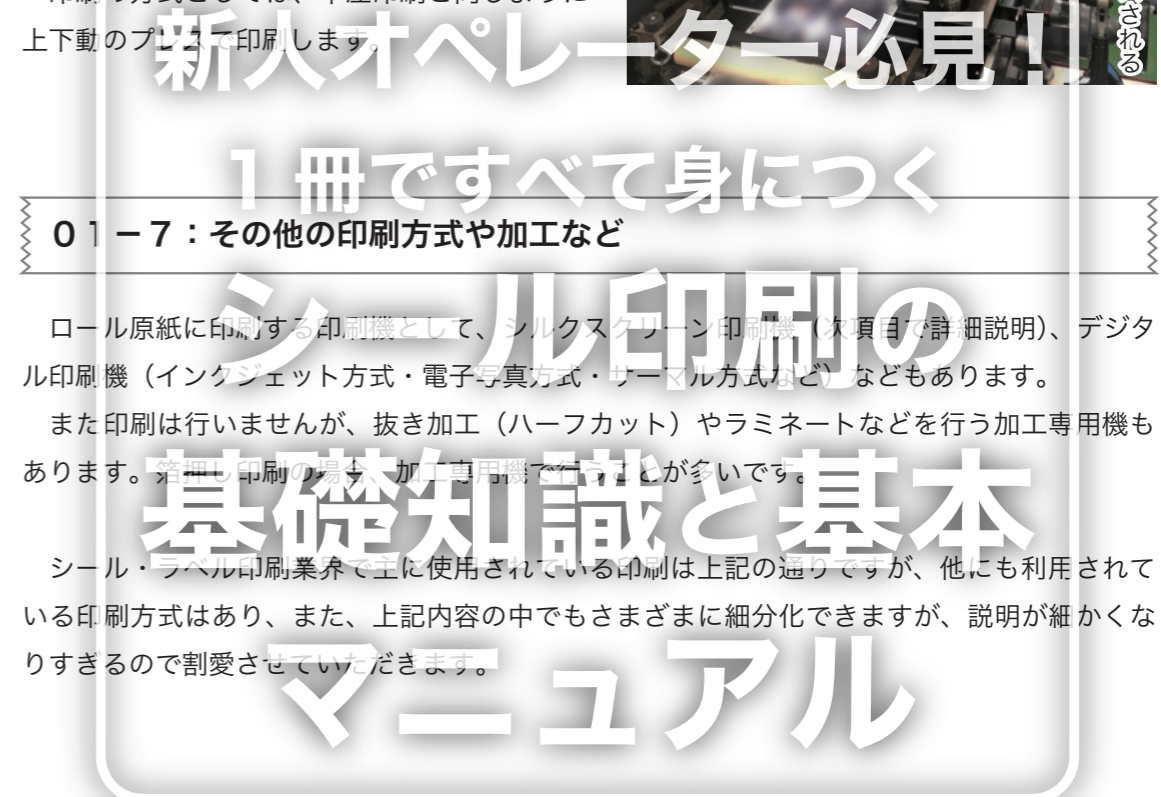 上下動のプレスで印刷します。
される
新人オペレーター必見！
1冊ですべて身につく
シール印刷の
基礎知識と基本
マニュアル
０１－７：その他の印刷方式や加工など
ロール原紙に印刷する印刷機として、シルクスクリーン印刷機（次項目で詳細説明）、デジタ
ル印刷機（インクジェット方式・電子写真方式・サーマル方式など）などもあります。
また印刷は行いませんが、抜き加工（ハーフカット）やラミネートなどを行う加工専用機も
あります。箔押し印刷の場合、加工専用機で行うことが多いです。
シール・ラベル印刷業界で主に使用されている印刷は上記の通りですが、他にも利用されて
いる印刷方式はあり、また、上記内容の中でもさまざまに細分化できますが、説明が細かくな
りすぎるので割愛させていただきます。